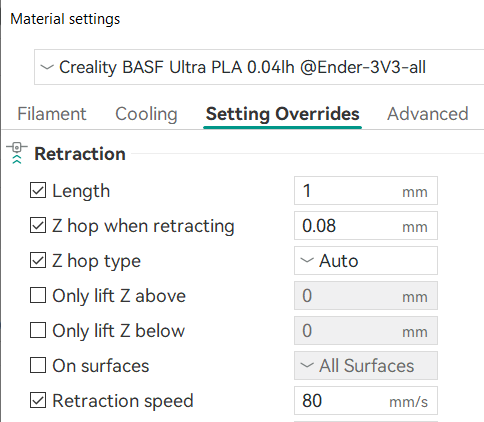 Material settings
Creality BASF Ultra PLA 0.04lh @Ender-3V3-all
Filament Cooling Setting Overrides Advanced
Retraction
Length 1 mm
Z hop when retracting 0.08 mm
Z hop type Auto
Only lift Z above 0 mm
Only lift Z below 0 mm
On surfaces All Surfaces
Retraction speed 80 mm/s